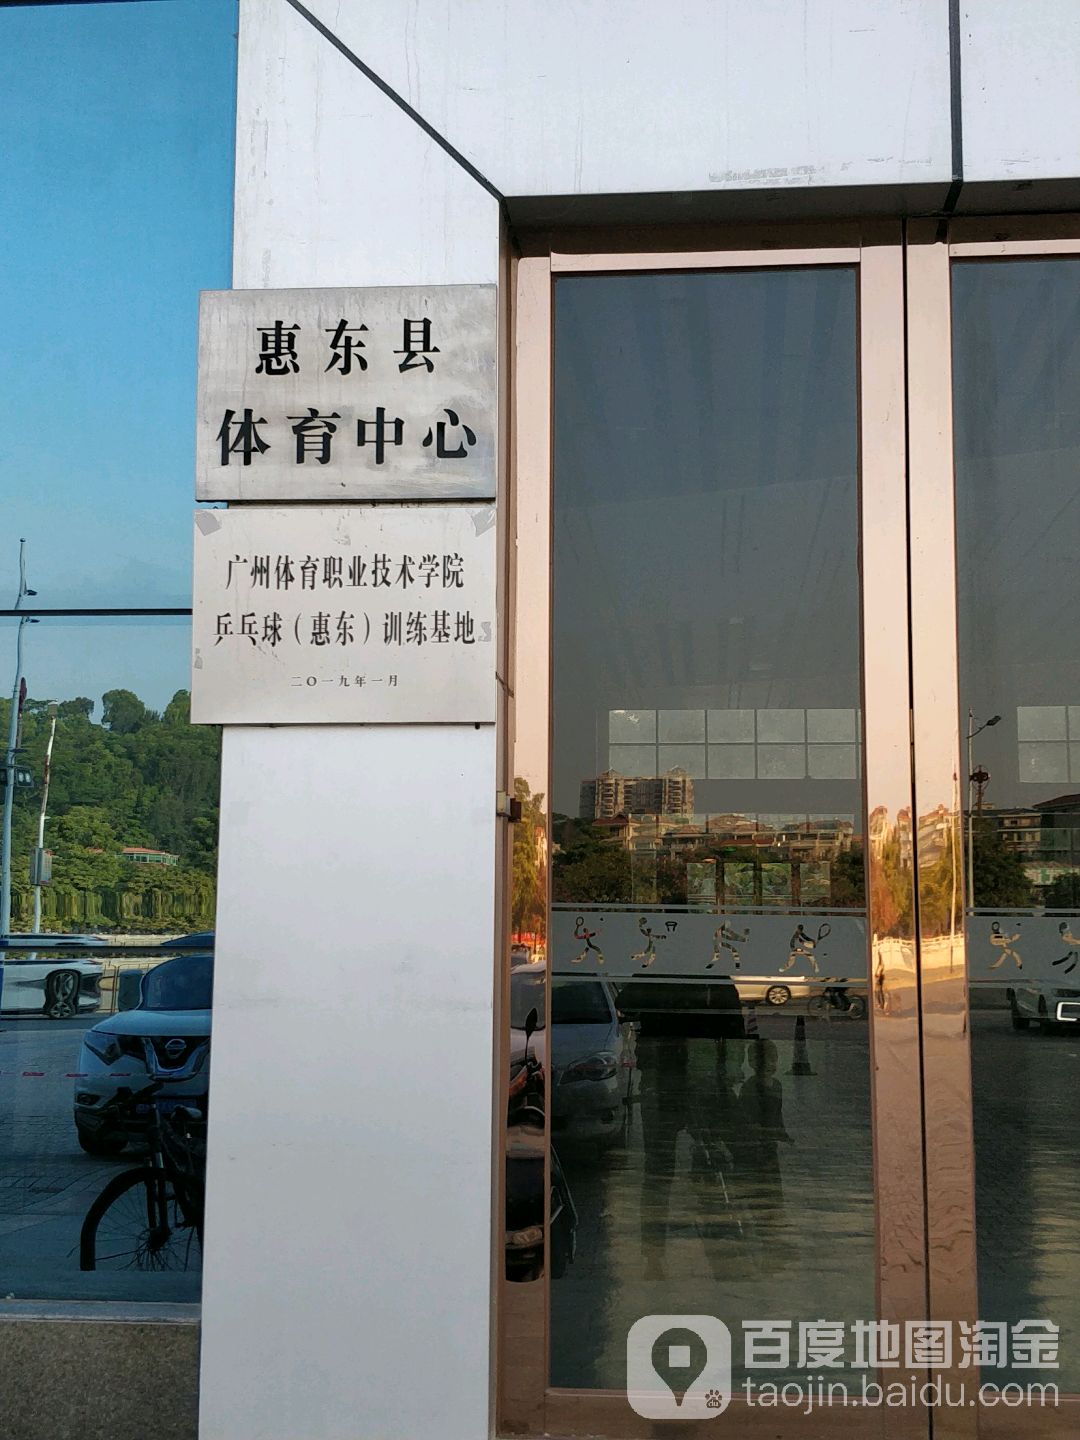 惠东县
体育中心
广州体育职业技术学院
乒乓球（惠东）训练基地
二〇一九年一月
百度地图淘金
taojin.baidu.com
du